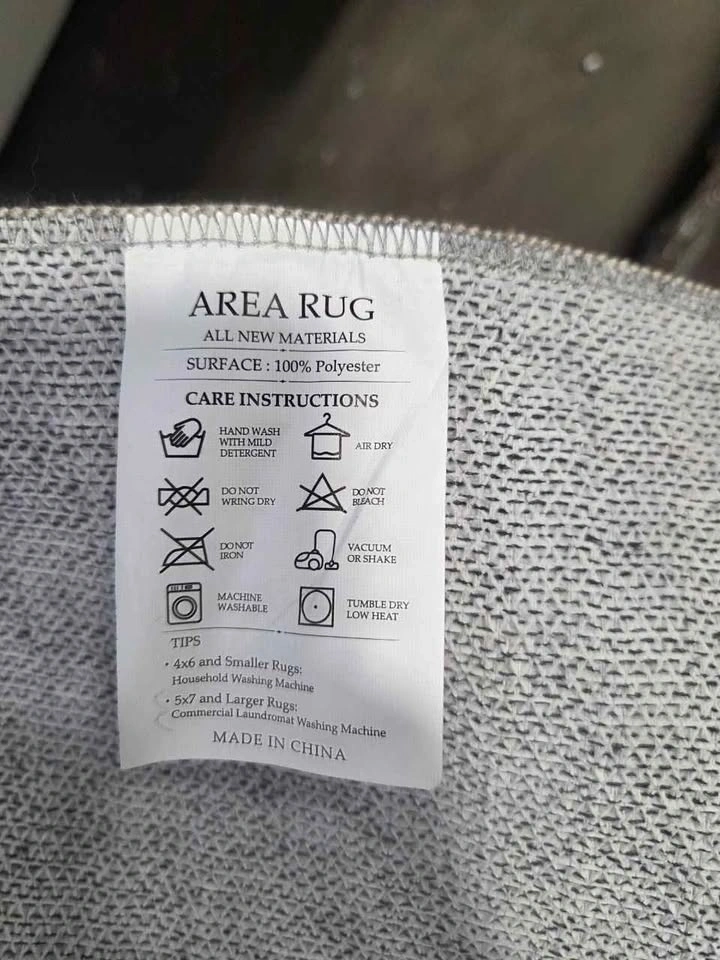 AREA RUG
ALL NEW MATERIALS
SURFACE : 100% Polyester
CARE INSTRUCTIONS
HAND WASH
WITH MILD
DETERGENT
AIR DRY
DO NOT
WRING DRY
DO NOT
BLEACH
DO NOT
IRON
VACUUM
OR SHAKE
MACHINE
WASHABLE
TUMBLE DRY
LOW HEAT
TIPS
• 4x6 and Smaller Rugs:
Household Washing Machine
• 5x7 and Larger Rugs:
Commercial Laundromat Washing Machine
MADE IN CHINA